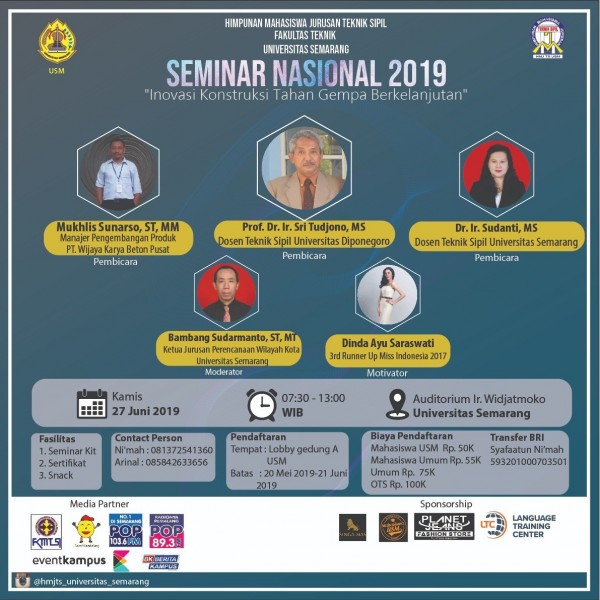 HIMPUNAN MAHASISWA JURUSAN TEKNIK SIPIL
FAKULTAS TEKNIK
UNIVERSITAS SEMARANG
USM
SEMINAR NASIONAL 2019
"Inovasi Konstruksi Tahan Gempa Berkelanjutan"
Mukhlis Sunarso, ST, MM
Manajer Pengembangan Produk
PT. Wijaya Karya Beton Pusat
Pembicara
Prof. Dr. Ir. Sri Tudjono, MS
Dosen Teknik Sipil Universitas Diponegoro
Pembicara
Dr. Ir. Sudanti, MS
Dosen Teknik Sipil Universitas Semarang
Pembicara
Bambang Sudarmanto, ST, MT
Ketua Jurusan Perencanaan Wilayah Kota
Universitas Semarang
Moderator
Dinda Ayu Saraswati
3rd Runner Up Miss Indonesia 2017
Motivator
Kamis
27 Juni 2019
07:30 - 13:00
WIB
Auditorium Ir. Widjatmoko
Universitas Semarang
Fasilitas
1. Seminar Kit
2. Sertifikat
3. Snack
Contact Person
Ni'mah : 081372541360
Arinal : 085842633656
Pendaftaran
Tempat : Lobby gedung A
USM
Batas : 20 Mei 2019-21 Juni
2019
Biaya Pendaftaran
Mahasiswa USM Rp. 50K
Mahasiswa Umum Rp. 55K
Umum Rp. 75K
OTS Rp. 100K
Transfer BRI
Syafaatun Ni'mah
593201000703501
Media Partner
FKMTSI
NO. 1
DI SEMARANG
POP
103.6 FM
POP
89.3
eventkampus
BK BERITA
KAMPUS
Sponsorship
PLANET
JEANS
FASHION STORE
LTC
LANGUAGE
TRAINING
CENTER
@hmjts_universitas_semarang